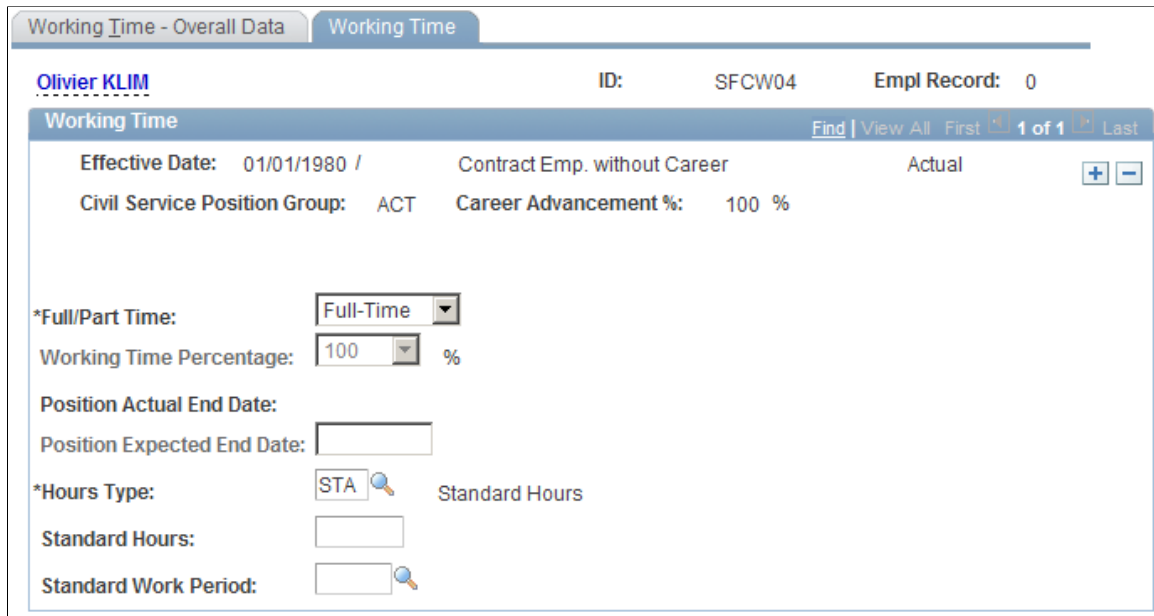 Working Time - Overall Data Working Time
Olivier KLIM ID: SFCW04 Empl Record: 0
Working Time Find | View All First 1 of 1 Last
Effective Date: 01/01/1980 / Contract Emp. without Career Actual
Civil Service Position Group: ACT Career Advancement %: 100 %
*Full/Part Time: Full-Time
Working Time Percentage: 100 %
Position Actual End Date:
Position Expected End Date:
*Hours Type: STA Standard Hours
Standard Hours:
Standard Work Period: